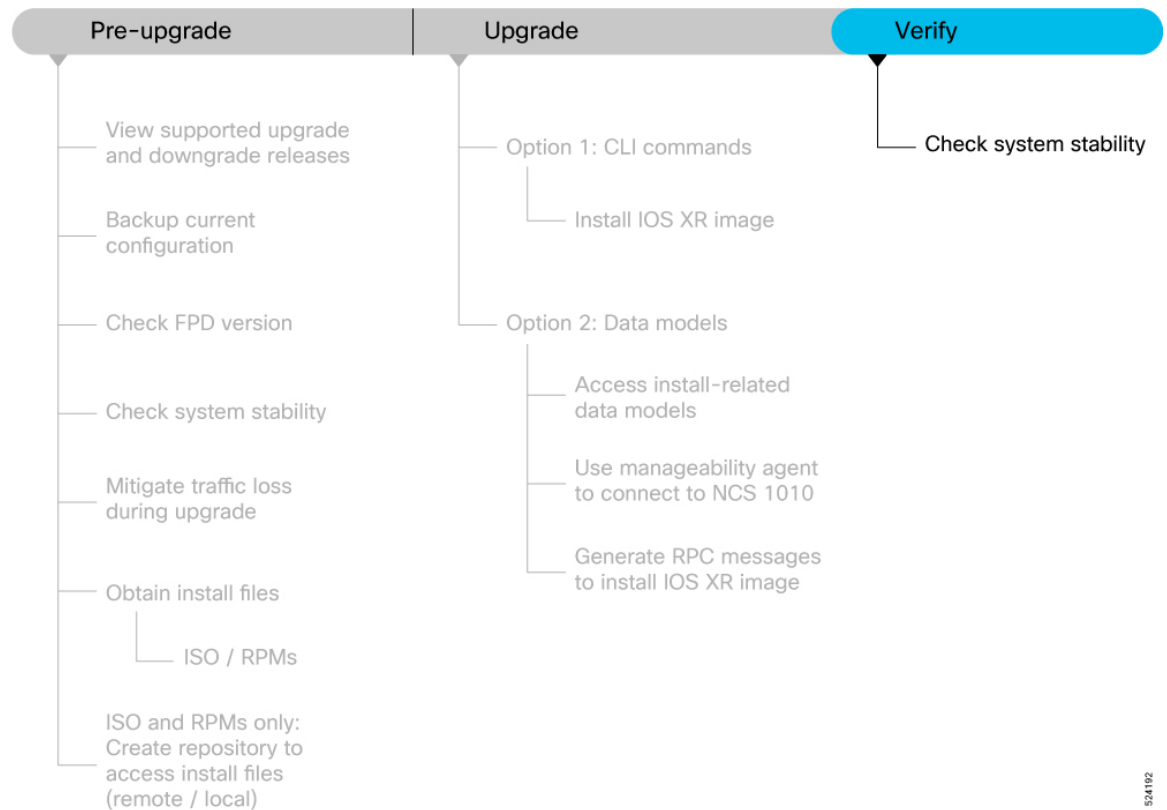 Pre-upgrade
Upgrade
Verify
View supported upgrade
and downgrade releases
Backup current
configuration
Check FPD version
Check system stability
Mitigate traffic loss
during upgrade
Obtain install files
ISO / RPMs
ISO and RPMs only:
Create repository to
access install files
(remote / local)
Option 1: CLI commands
Install IOS XR image
Option 2: Data models
Access install-related
data models
Use manageability agent
to connect to NCS 1010
Generate RPC messages
to install IOS XR image
Check system stability
524192